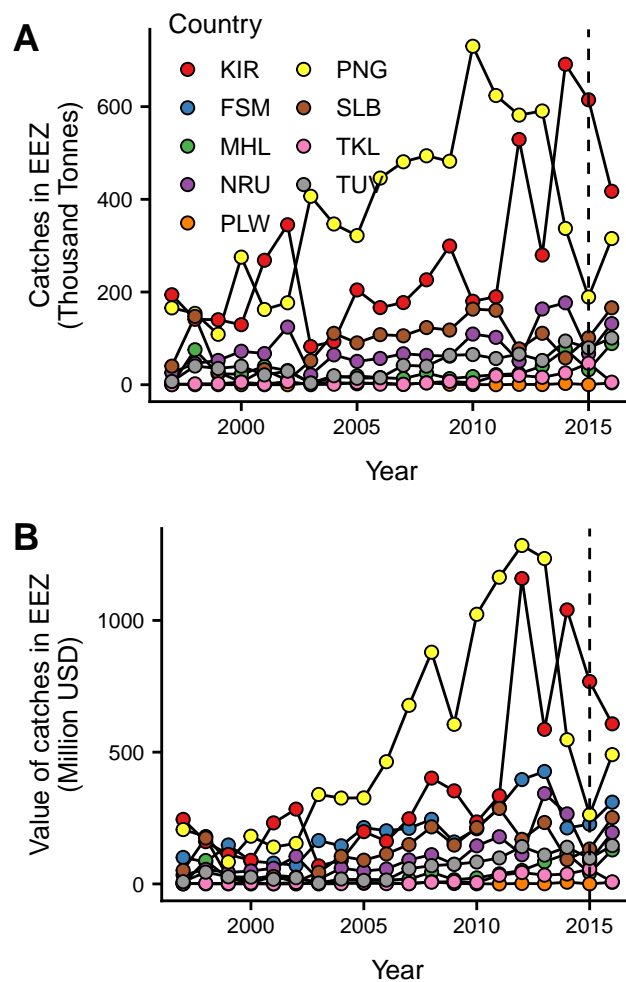 A
Country
KIR
PNG
FSM
SLB
MHL
TKL
NRU
TUV
PLW
Catches in EEZ
(Thousand Tonnes)
600
400
200
0
2000
2005
2010
2015
Year
B
Value of catches in EEZ
(Million USD)
1000
500
0
2000
2005
2010
2015
Year